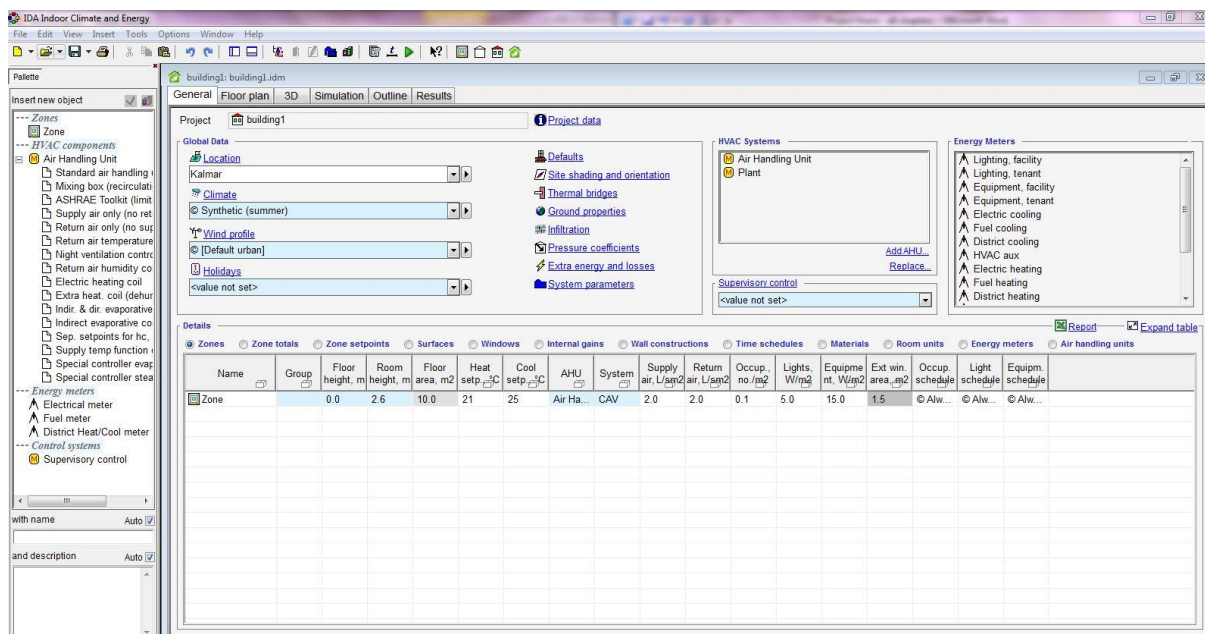 IDA Indoor Climate and Energy
File Edit View Insert Tools Options Window Help
Palette
Insert new object
--- Zones
Zone
--- HVAC components
Air Handling Unit
Standard air handling
Mixing box (recirculati
ASHRAE Toolkit (limit
Supply air only (no ret
Return air only (no sup
Return air temperature
Night ventilation contro
Return air humidity co
Electric heating coil
Extra heat. coil (dehur
Indir. & dir. evaporative
Indirect evaporative co
Sep. setpoints for hc,
Supply temp function
Special controller evap
Special controller stea
--- Energy meters
Electrical meter
Fuel meter
District Heat/Cool meter
--- Control systems
Supervisory control
with name Auto
and description Auto
building1: building1.idm
General Floor plan 3D Simulation Outline Results
Project building1 Project data
Global Data
Location
Kalmar
Climate
© Synthetic (summer)
Wind profile
© [Default urban]
Holidays
<value not set>
Defaults
Site shading and orientation
Thermal bridges
Ground properties
Infiltration
Pressure coefficients
Extra energy and losses
System parameters
HVAC Systems
Air Handling Unit
Plant
Add AHU...
Replace...
Supervisory control
<value not set>
Energy Meters
Lighting, facility
Lighting, tenant
Equipment, facility
Equipment, tenant
Electric cooling
Fuel cooling
District cooling
HVAC aux
Electric heating
Fuel heating
District heating
Details Report Expand table
Zones Zone totals Zone setpoints Surfaces Windows Internal gains Wall constructions Time schedules Materials Room units Energy meters Air handling units
Name Group Floor height, m Room height, m Floor area, m2 Heat setp., °C Cool setp., °C AHU System Supply air, L/sm2 Return air, L/sm2 Occup., no./m2 Lights, W/m2 Equipme nt, W/m2 Ext win. area, m2 Occup. schedule Light schedule Equipm. schedule
Zone 0.0 2.6 10.0 21 25 Air Ha... CAV 2.0 2.0 0.1 5.0 15.0 1.5 © Alw... © Alw... © Alw...